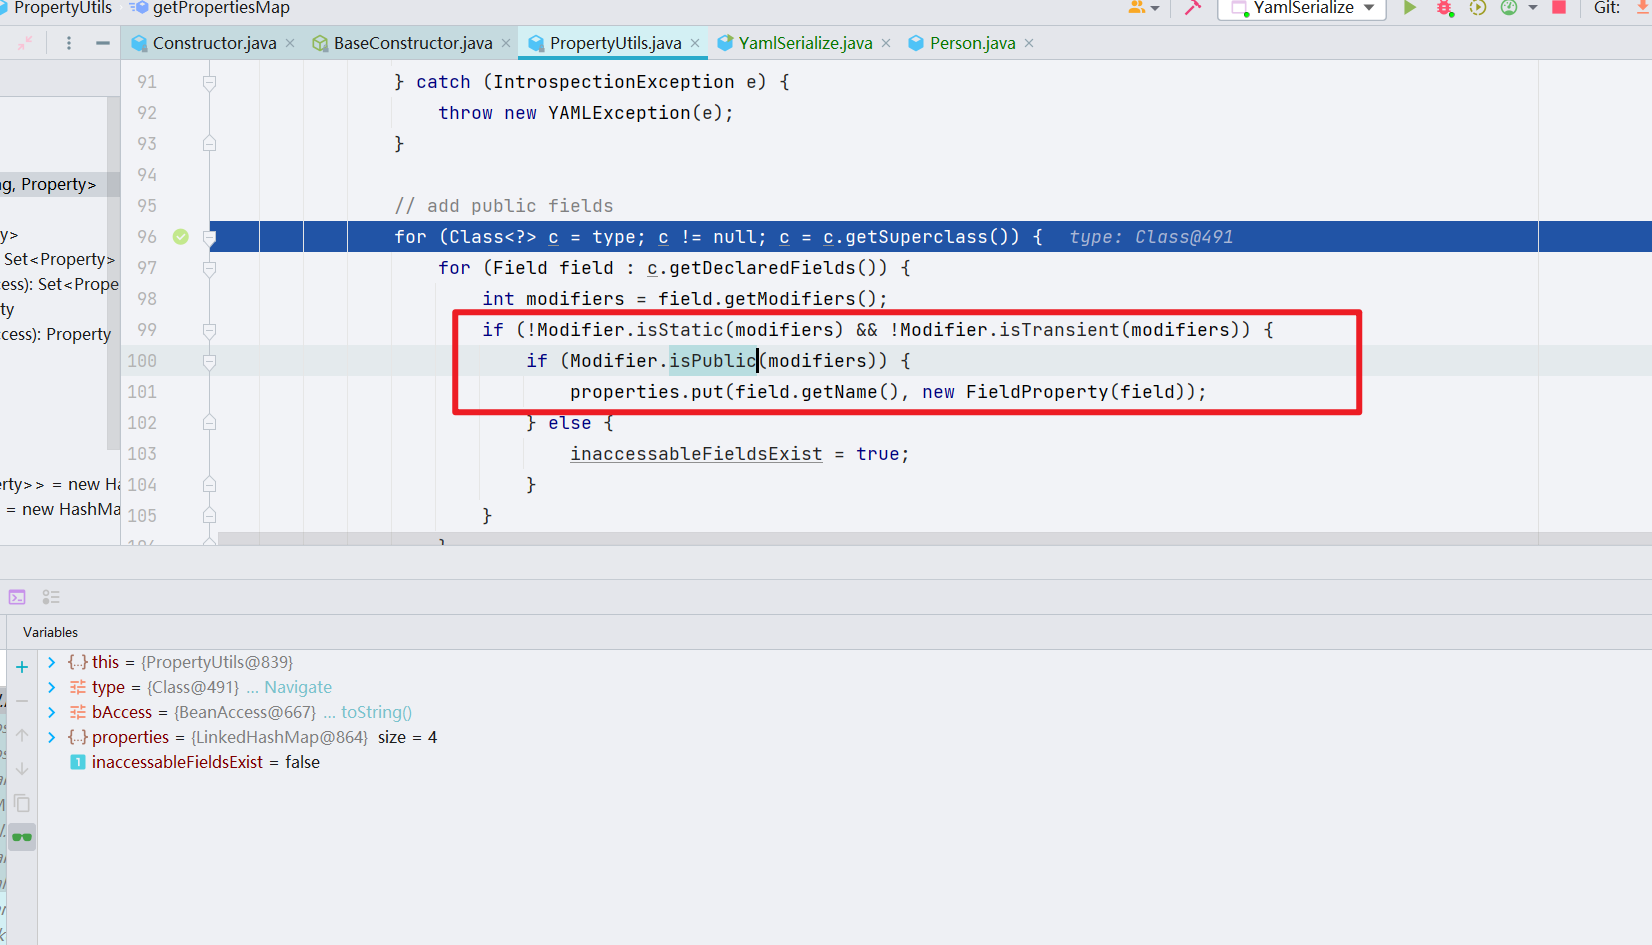 PropertyUtils getPropertiesMap YamlSerialize Git:
Constructor.java BaseConstructor.java PropertyUtils.java YamlSerialize.java Person.java
91 } catch (IntrospectionException e) {
92 throw new YAMLException(e);
93 }
94
95 // add public fields
96 for (Class<?> c = type; c != null; c = c.getSuperclass()) { type: Class@491
97 for (Field field : c.getDeclaredFields()) {
98 int modifiers = field.getModifiers();
99 if (!Modifier.isStatic(modifiers) && !Modifier.isTransient(modifiers)) {
100 if (Modifier.isPublic(modifiers)) {
101 properties.put(field.getName(), new FieldProperty(field));
102 } else {
103 inaccessableFieldsExist = true;
104 }
105 }
ng, Property>
y>
Set<Property>
cess): Set<Prope
ty
cess): Property
erty>> = new Ha
= new HashMa
Variables
this = {PropertyUtils@839}
type = {Class@491} ... Navigate
bAccess = {BeanAccess@667} ... toString()
properties = {LinkedHashMap@864} size = 4
inaccessableFieldsExist = false